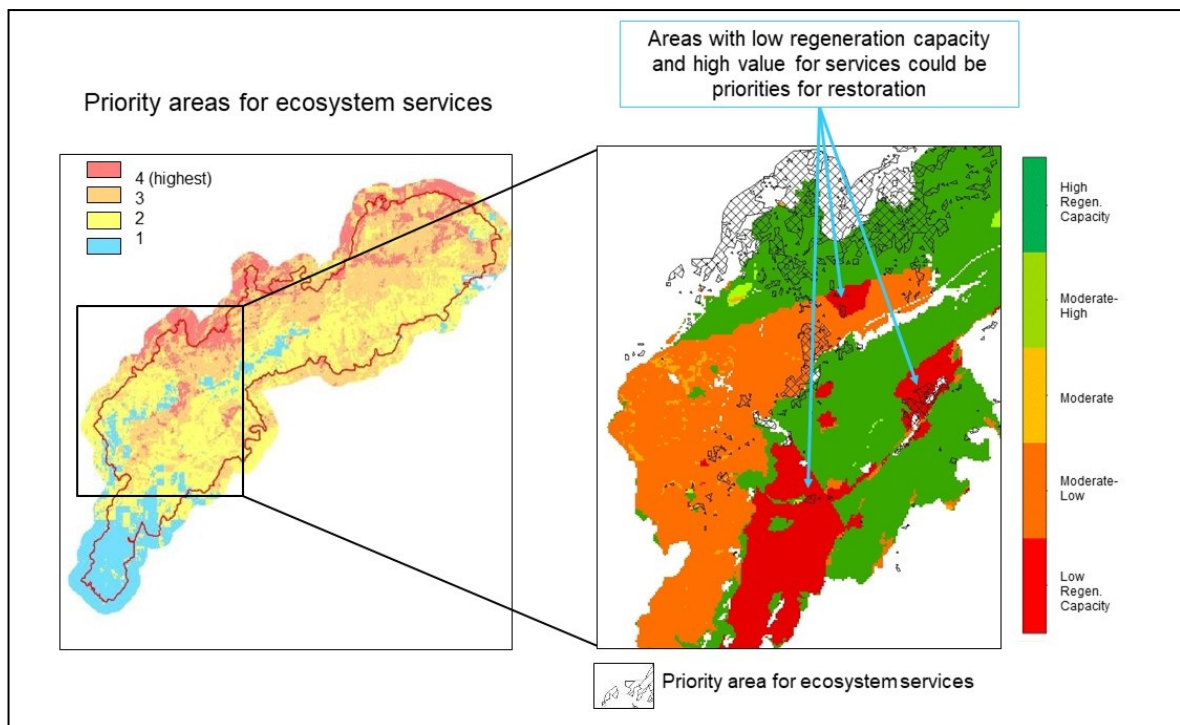 Areas with low regeneration capacity
and high value for services could be
priorities for restoration
Priority areas for ecosystem services
4 (highest)
3
2
1
High
Regen.
Capacity
Moderate-
High
Moderate
Moderate-
Low
Low
Regen.
Capacity
Priority area for ecosystem services